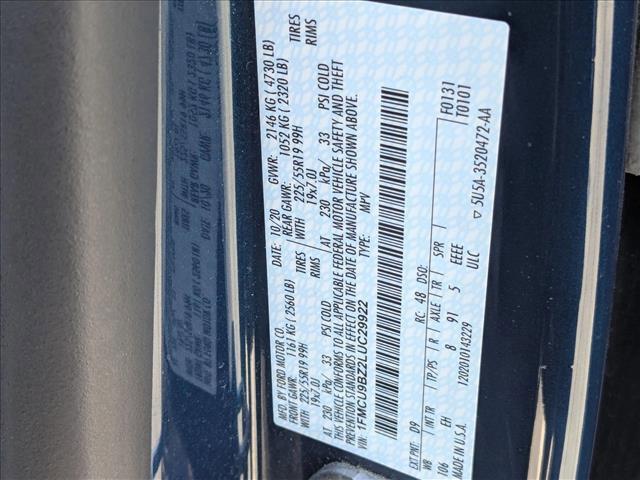 MFD. BY FORD MOTOR CO.
DATE: 10/20 GVWR: 2146 KG ( 4730 LB)
FRONT GAWR: 1161KG ( 2560 LB) REAR GAWR: 1052 KG ( 2320 LB)
WITH 225/55R19 99H TIRES WITH 225/55R19 99H TIRES
19x7.0J RIMS 19x7.0J RIMS
AT 230 kPa/ 33 PSI COLD AT 230 kPa/ 33 PSI COLD
THIS VEHICLE CONFORMS TO ALL APPLICABLE FEDERAL MOTOR VEHICLE SAFETY AND THEFT
PREVENTION STANDARDS IN EFFECT ON THE DATE OF MANUFACTURE SHOWN ABOVE.
VIN: 1FMCU9BZ2LUC29922 TYPE: MPV
F0131
T0101
EXT PNT: D9 RC: 48 DSO:
WB INT TR TP/PS R AXLE TR SPR
106 EH 8 91 5 EEEE
MADE IN U.S.A. 12020101 43229 ULC
5U5A-3520472-AA